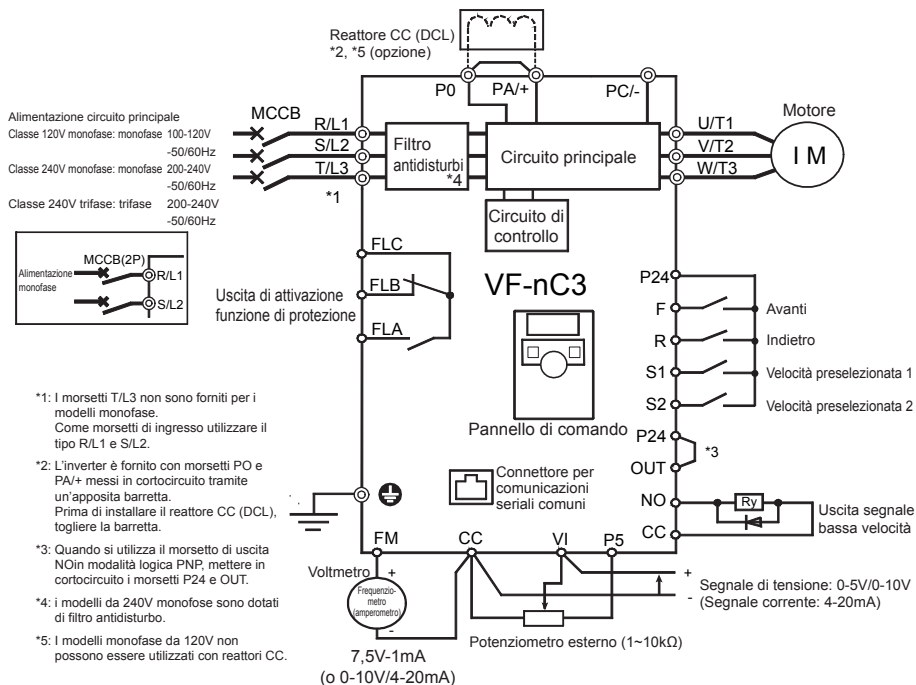 Reattore CC (DCL)
*2, *5 (opzione)
P0 PA/+ PC/-
Alimentazione circuito principale
Classe 120V monofase: monofase 100-120V
-50/60Hz
Classe 240V monofase: monofase 200-240V
-50/60Hz
Classe 240V trifase: trifase 200-240V
-50/60Hz
MCCB
R/L1
S/L2
T/L3
*1
Filtro
antidisturbi
*4
Circuito principale
Circuito di
controllo
U/T1
V/T2
W/T3
Motore
I M
MCCB(2P)
Alimentazione
monofase
R/L1
S/L2
Uscita di attivazione
funzione di protezione
FLC
FLB
FLA
VF-nC3
Pannello di comando
Connettore per
comunicazioni
seriali comuni
P24
F Avanti
R Indietro
S1 Velocità preselezionata 1
S2 Velocità preselezionata 2
P24
*3
OUT
NO
Ry
CC
Uscita segnale
bassa velocità
*1: I morsetti T/L3 non sono forniti per i
modelli monofase.
Come morsetti di ingresso utilizzare il
tipo R/L1 e S/L2.
*2: L'inverter è fornito con morsetti PO e
PA/+ messi in cortocircuito tramite
un'apposita barretta.
Prima di installare il reattore CC (DCL),
togliere la barretta.
*3: Quando si utilizza il morsetto di uscita
NOin modalità logica PNP, mettere in
cortocircuito i morsetti P24 e OUT.
*4: i modelli da 240V monofose sono dotati
di filtro antidisturbo.
*5: I modelli monofase da 120V non
possono essere utilizzati con reattori CC.
FM CC VI P5
Voltmetro
+
Frequenzio-
metro
(amperometro)
-
7,5V-1mA
(o 0-10V/4-20mA)
Potenziometro esterno (1~10kΩ)
+
-
Segnale di tensione: 0-5V/0-10V
(Segnale corrente: 4-20mA)